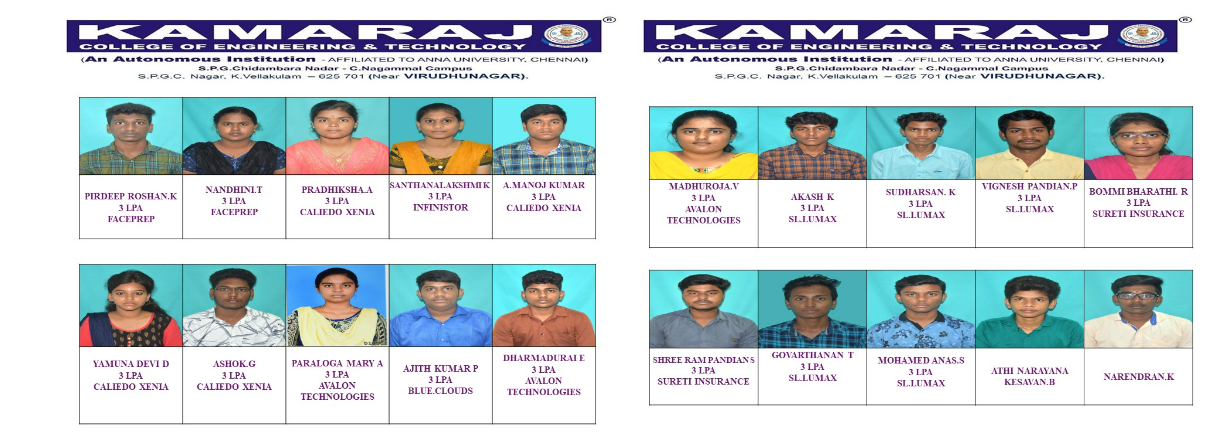 KAMARAJ
®
COLLEGE OF ENGINEERING & TECHNOLOGY
(An Autonomous Institution - AFFILIATED TO ANNA UNIVERSITY, CHENNAI)
S.P.G.Chidambara Nadar - C.Nagammal Campus
S.P.G.C. Nagar, K.Vellakulam – 625 701 (Near VIRUDHUNAGAR).
PIRDEEP ROSHAN.K
3 LPA
FACEPREP
NANDHINI.T
3 LPA
FACEPREP
PRADHIKSHA.A
3 LPA
CALIEDO XENIA
SANTHANALAKSHMI K
3 LPA
INFINISTOR
A.MANOJ KUMAR
3 LPA
CALIEDO XENIA
YAMUNA DEVI D
3 LPA
CALIEDO XENIA
ASHOK.G
3 LPA
CALIEDO XENIA
PARALOGA MARY A
3 LPA
AVALON
TECHNOLOGIES
AJITH KUMAR P
3 LPA
BLUE.CLOUDS
DHARMADURAI E
3 LPA
AVALON
TECHNOLOGIES
KAMARAJ
®
COLLEGE OF ENGINEERING & TECHNOLOGY
(An Autonomous Institution - AFFILIATED TO ANNA UNIVERSITY, CHENNAI)
S.P.G.Chidambara Nadar - C.Nagammal Campus
S.P.G.C. Nagar, K.Vellakulam – 625 701 (Near VIRUDHUNAGAR).
MADHUROJA.V
3 LPA
AVALON
TECHNOLOGIES
AKASH K
3 LPA
SL.LUMAX
SUDHARSAN. K
3 LPA
SL.LUMAX
VIGNESH PANDIAN.P
3 LPA
SL.LUMAX
BOMMI BHARATHI. R
3 LPA
SURETI INSURANCE
SHREE RAM PANDIAN S
3 LPA
SURETI INSURANCE
GOVARTHANAN T
3 LPA
SL.LUMAX
MOHAMED ANAS.S
3 LPA
SL.LUMAX
ATHI NARAYANA
KESAVAN.B
NARENDRAN.K